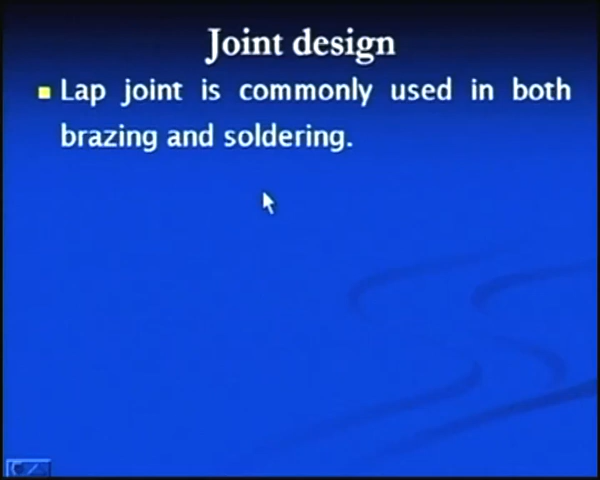 Joint design
Lap joint is commonly used in both
brazing and soldering.